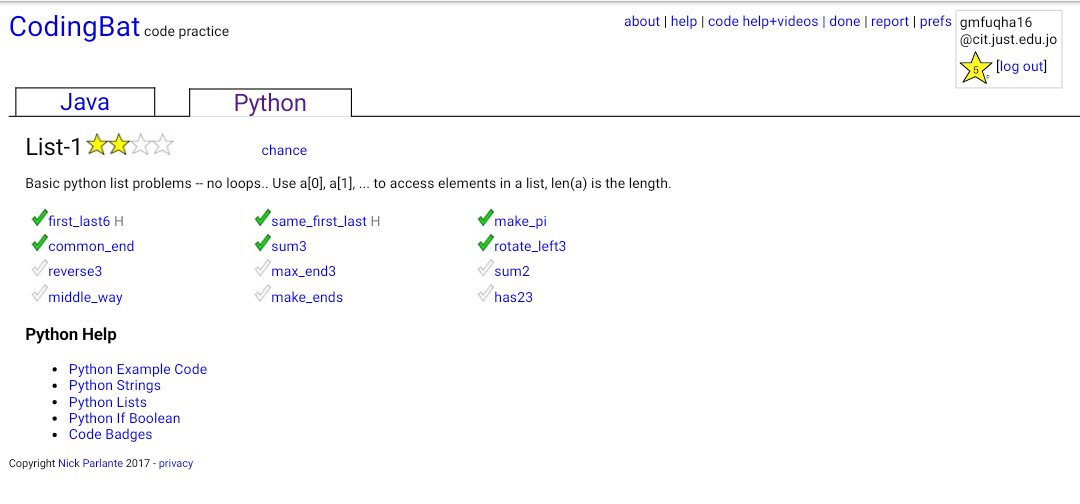 CodingBat code practice
about | help | code help+videos | done | report | prefs
gmfuqha16
@cit.just.edu.jo
5 [log out]
Java
Python
List-1
chance
Basic python list problems -- no loops.. Use a[0], a[1], ... to access elements in a list, len(a) is the length.
first_last6 H
same_first_last H
make_pi
common_end
sum3
rotate_left3
reverse3
max_end3
sum2
middle_way
make_ends
has23
Python Help
Python Example Code
Python Strings
Python Lists
Python If Boolean
Code Badges
Copyright Nick Parlante 2017 - privacy